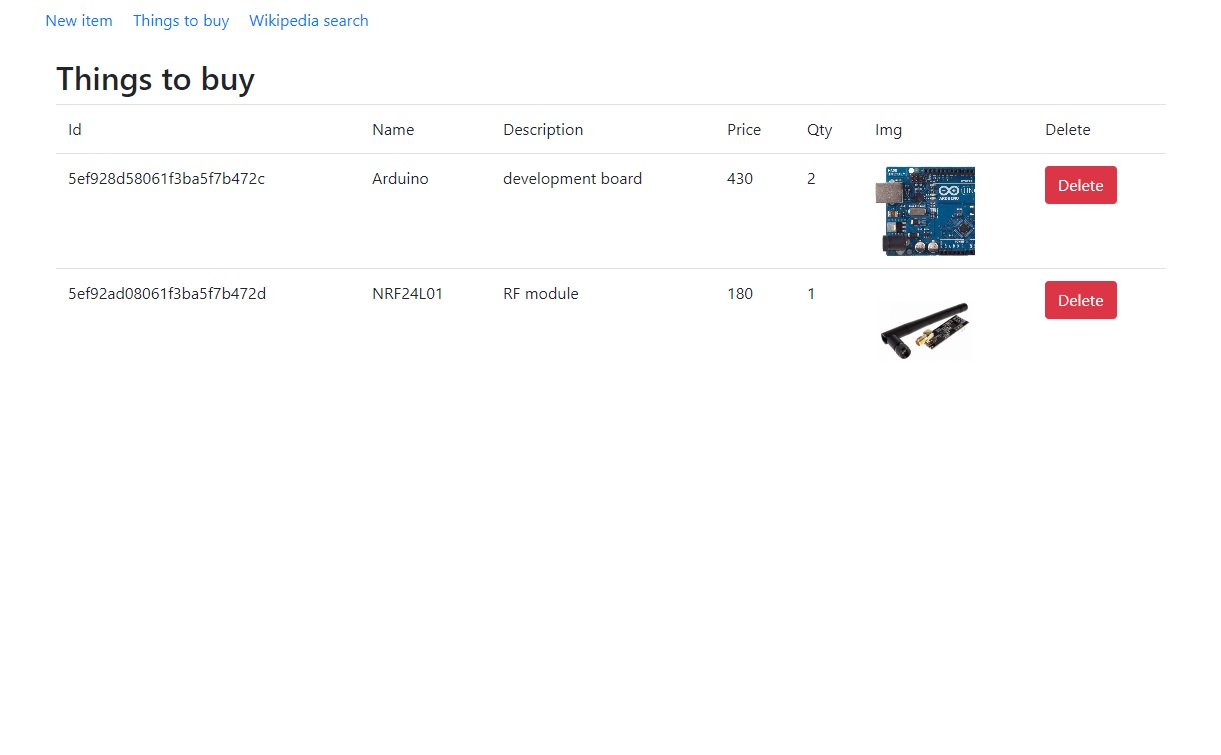 New item Things to buy Wikipedia search
Things to buy
Id Name Description Price Qty Img Delete
5ef928d58061f3ba5f7b472c Arduino development board 430 2 Delete
5ef92ad08061f3ba5f7b472d NRF24L01 RF module 180 1 Delete